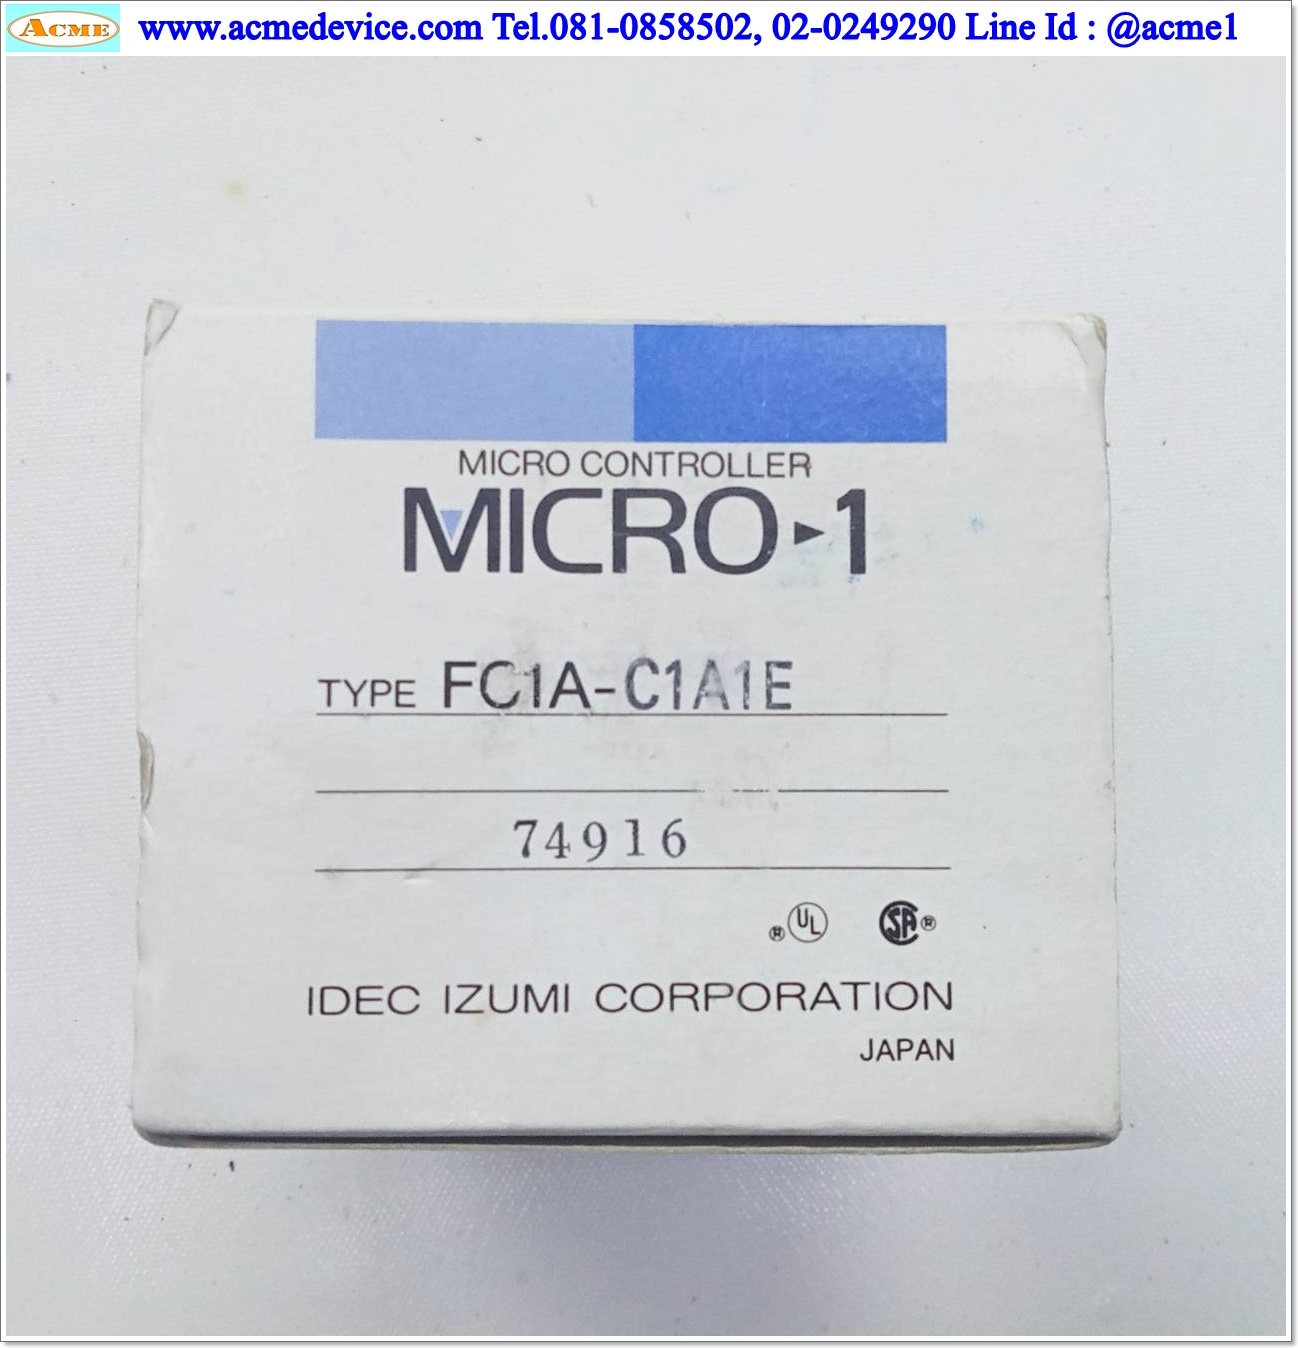 ACME www.acmedevice.com Tel.081-0858502, 02-0249290 Line Id : @acme1
MICRO CONTROLLER
MICRO▸1
TYPE FC1A-C1A1E
74916
® UL SA ®
IDEC IZUMI CORPORATION
JAPAN